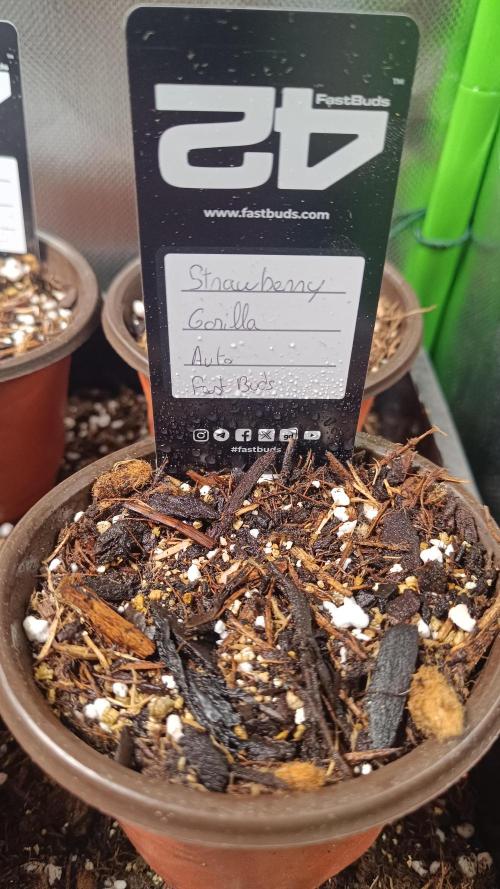 FastBuds
42
www.fastbuds.com
Strawberry
Gorilla
Auto
Fast Buds
#fastbuds